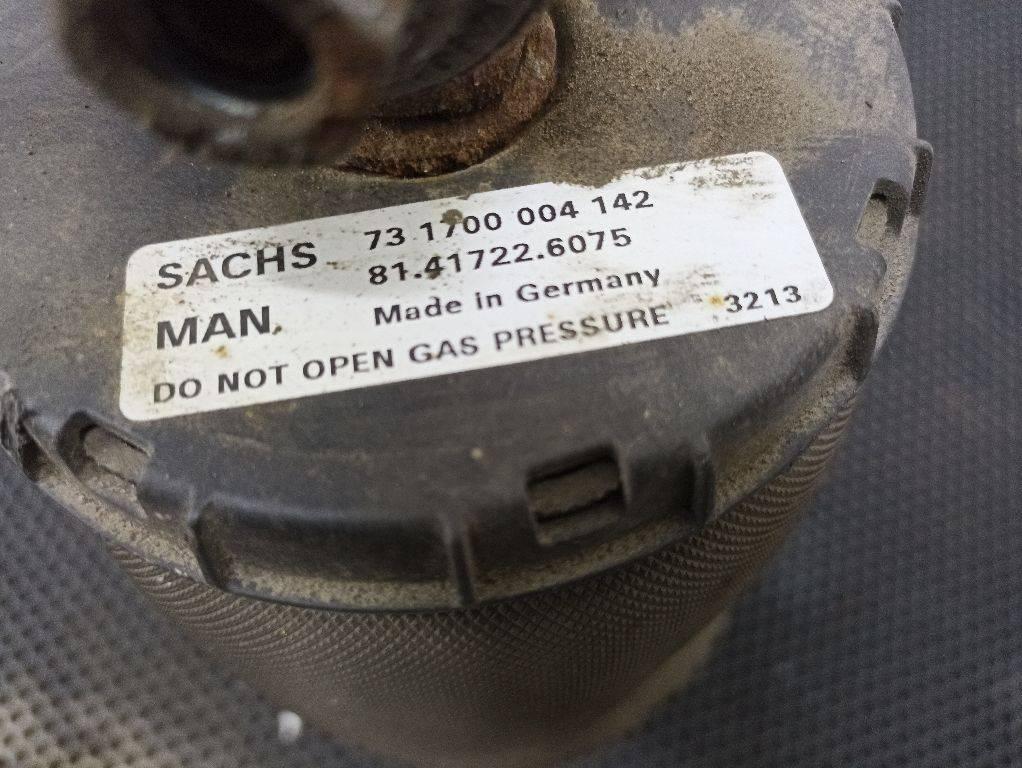 SACHS 73 1700 004 142
81.41722.6075
MAN Made in Germany
DO NOT OPEN GAS PRESSURE 3213